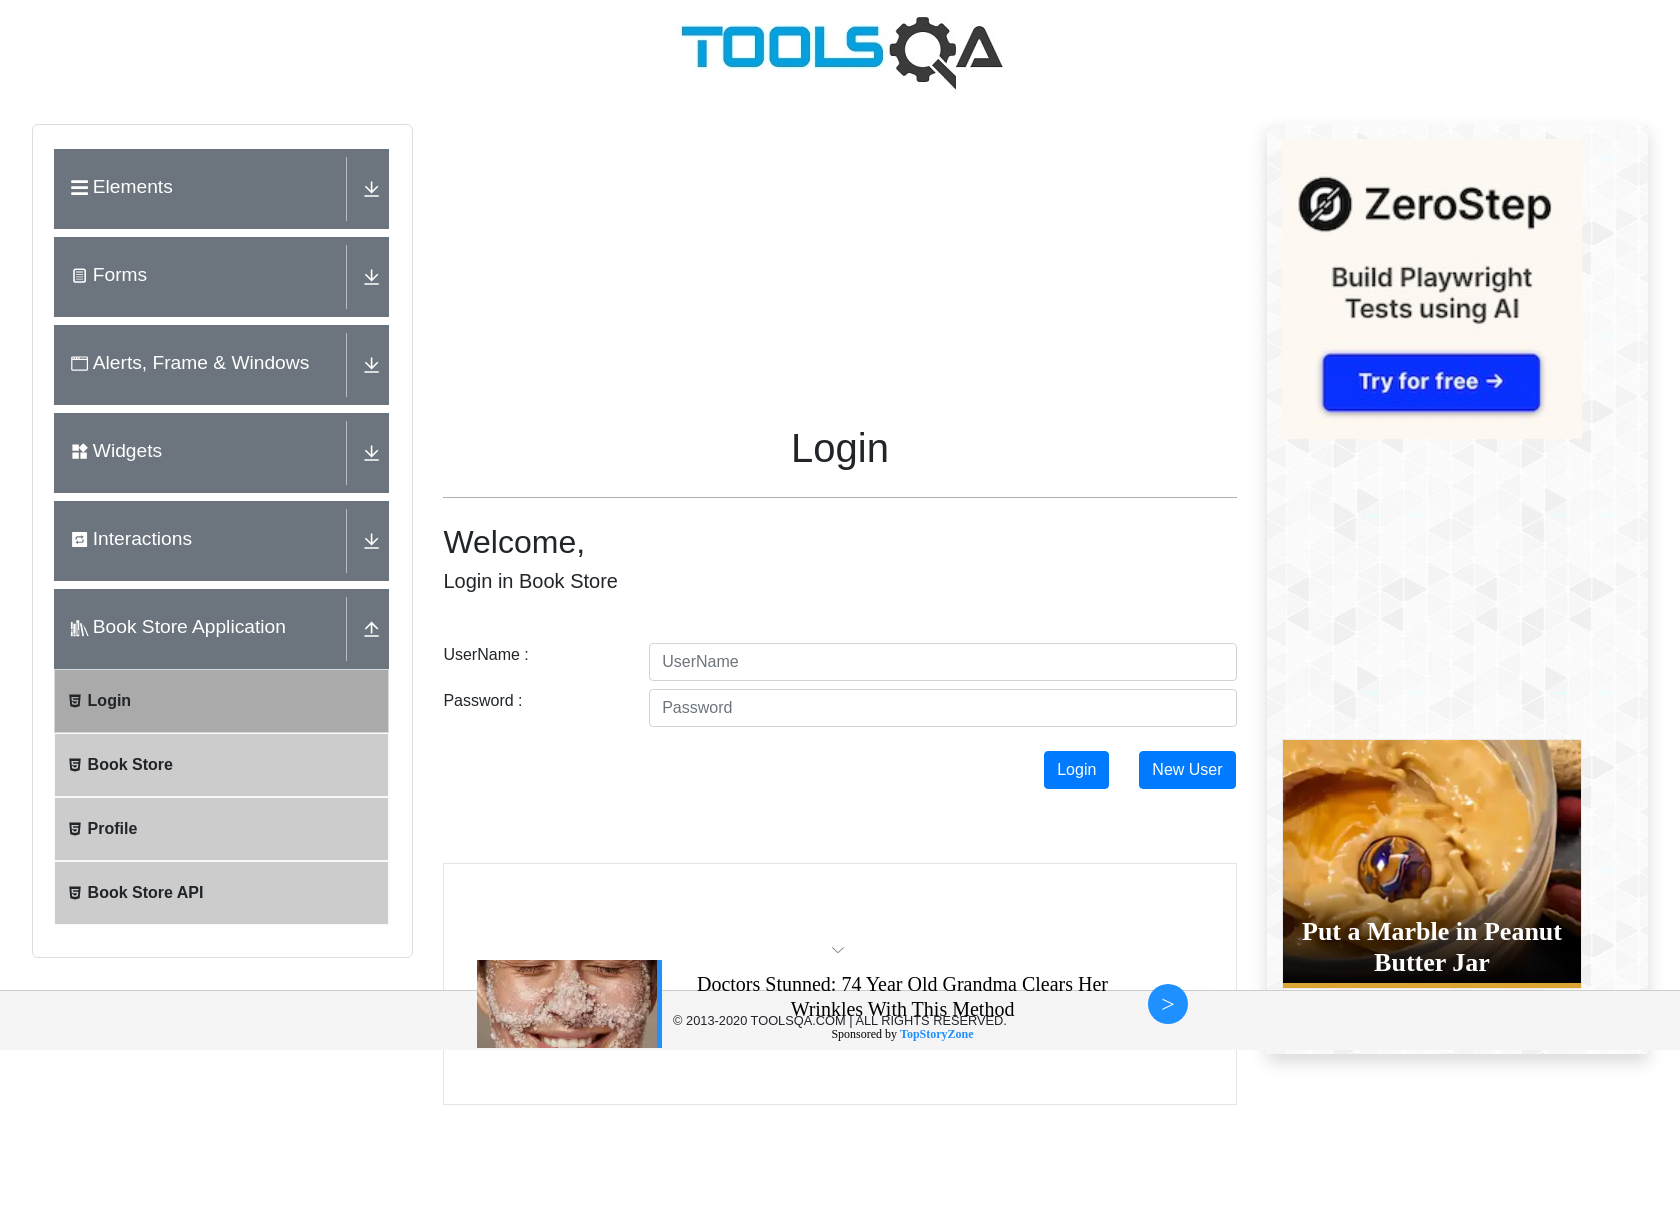 TOOLSQA
Elements
Forms
Alerts, Frame & Windows
Widgets
Interactions
Book Store Application
Login
Book Store
Profile
Book Store API
Login
Welcome,
Login in Book Store
UserName :
UserName
Password :
Password
Login
New User
ZeroStep
Build Playwright
Tests using AI
Try for free →
Put a Marble in Peanut
Butter Jar
Doctors Stunned: 74 Year Old Grandma Clears Her
Wrinkles With This Method
>
© 2013-2020 TOOLSQA.COM | ALL RIGHTS RESERVED.
Sponsored by TopStoryZone